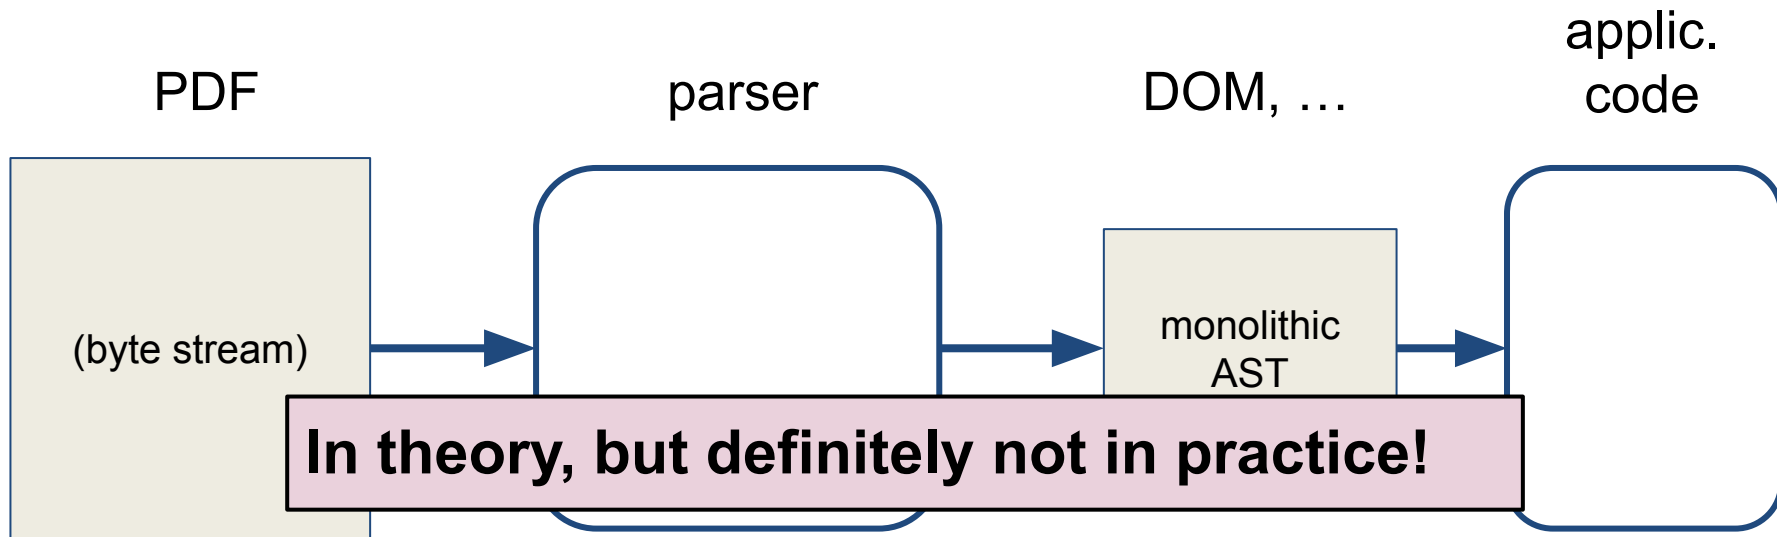 PDF
parser
DOM, …
applic.
code
(byte stream)
monolithic
AST
In theory, but definitely not in practice!